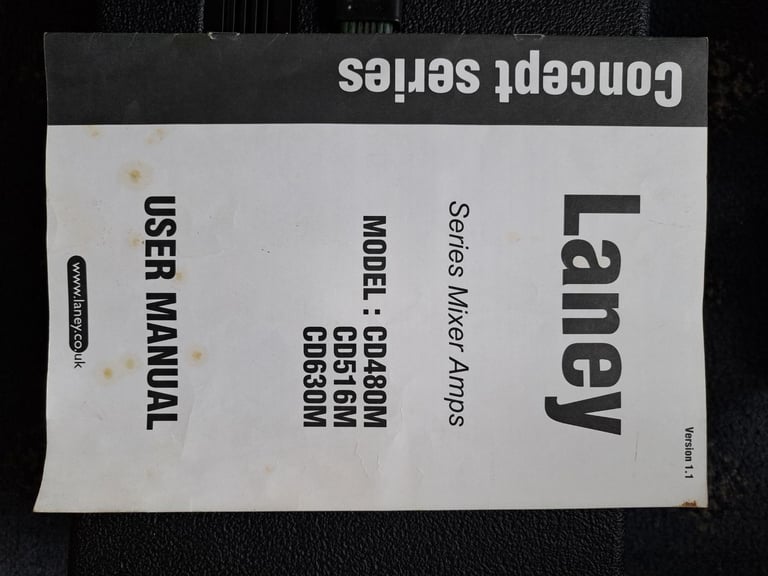 Concept series
Version 1.1
Laney
Series Mixer Amps
MODEL : CD480M
CD516M
CD630M
USER MANUAL
www.laney.co.uk